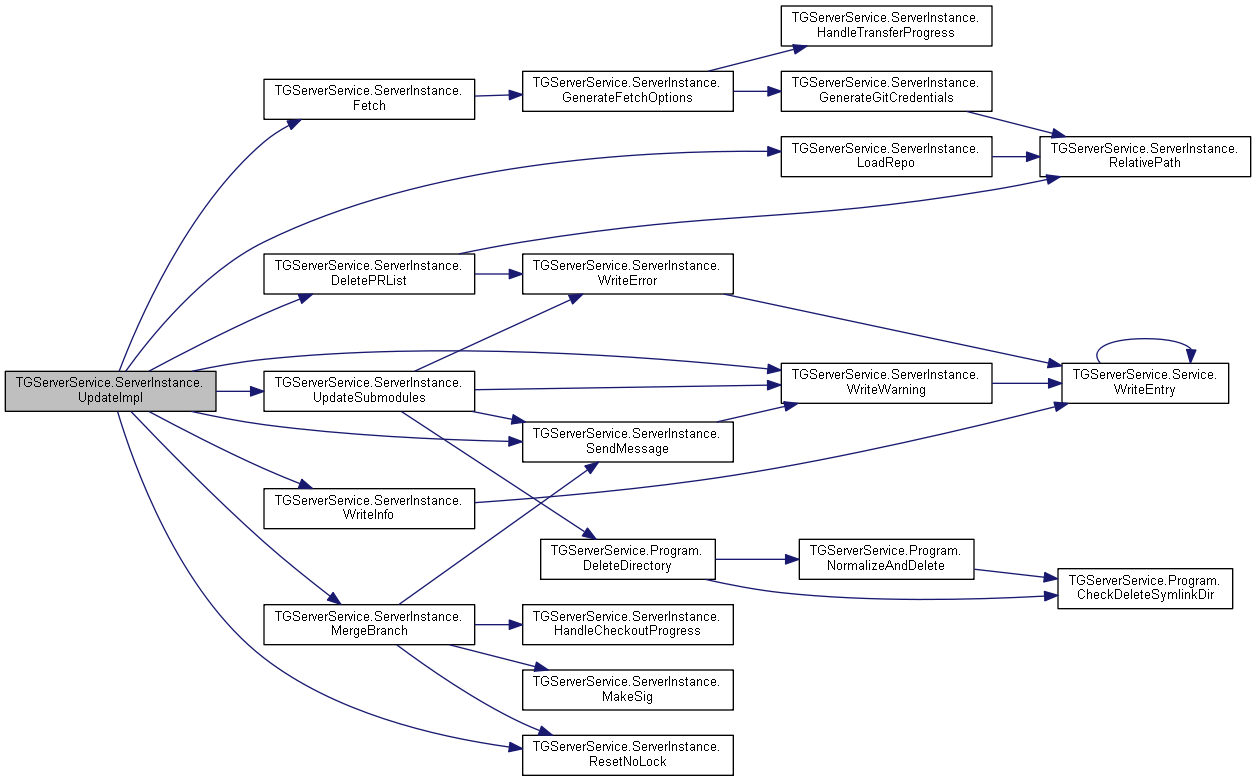 TGServerService.ServerInstance.
HandleTransferProgress
TGServerService.ServerInstance.
Fetch
TGServerService.ServerInstance.
GenerateFetchOptions
TGServerService.ServerInstance.
GenerateGitCredentials
TGServerService.ServerInstance.
LoadRepo
TGServerService.ServerInstance.
RelativePath
TGServerService.ServerInstance.
DeletePRList
TGServerService.ServerInstance.
WriteError
TGServerService.ServerInstance.
UpdateImpl
TGServerService.ServerInstance.
UpdateSubmodules
TGServerService.ServerInstance.
WriteWarning
TGServerService.Service.
WriteEntry
TGServerService.ServerInstance.
SendMessage
TGServerService.ServerInstance.
WriteInfo
TGServerService.Program.
DeleteDirectory
TGServerService.Program.
NormalizeAndDelete
TGServerService.Program.
CheckDeleteSymlinkDir
TGServerService.ServerInstance.
MergeBranch
TGServerService.ServerInstance.
HandleCheckoutProgress
TGServerService.ServerInstance.
MakeSig
TGServerService.ServerInstance.
ResetNoLock